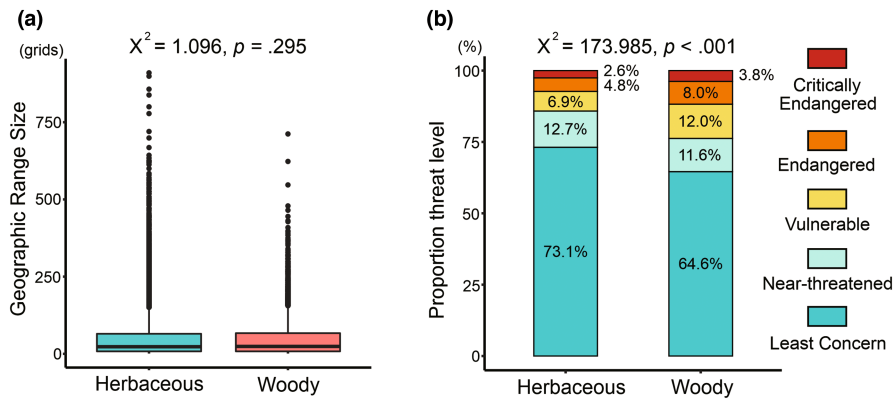 (a)
(grids)
X² = 1.096, p = .295
Geographic Range Size
750
500
250
0
Herbaceous
Woody
(b)
(%)
X² = 173.985, p < .001
Proportion threat level
100
75
50
25
0
2.6%
4.8%
6.9%
12.7%
73.1%
3.8%
8.0%
12.0%
11.6%
64.6%
Herbaceous
Woody
Critically
Endangered
Endangered
Vulnerable
Near-threatened
Least Concern